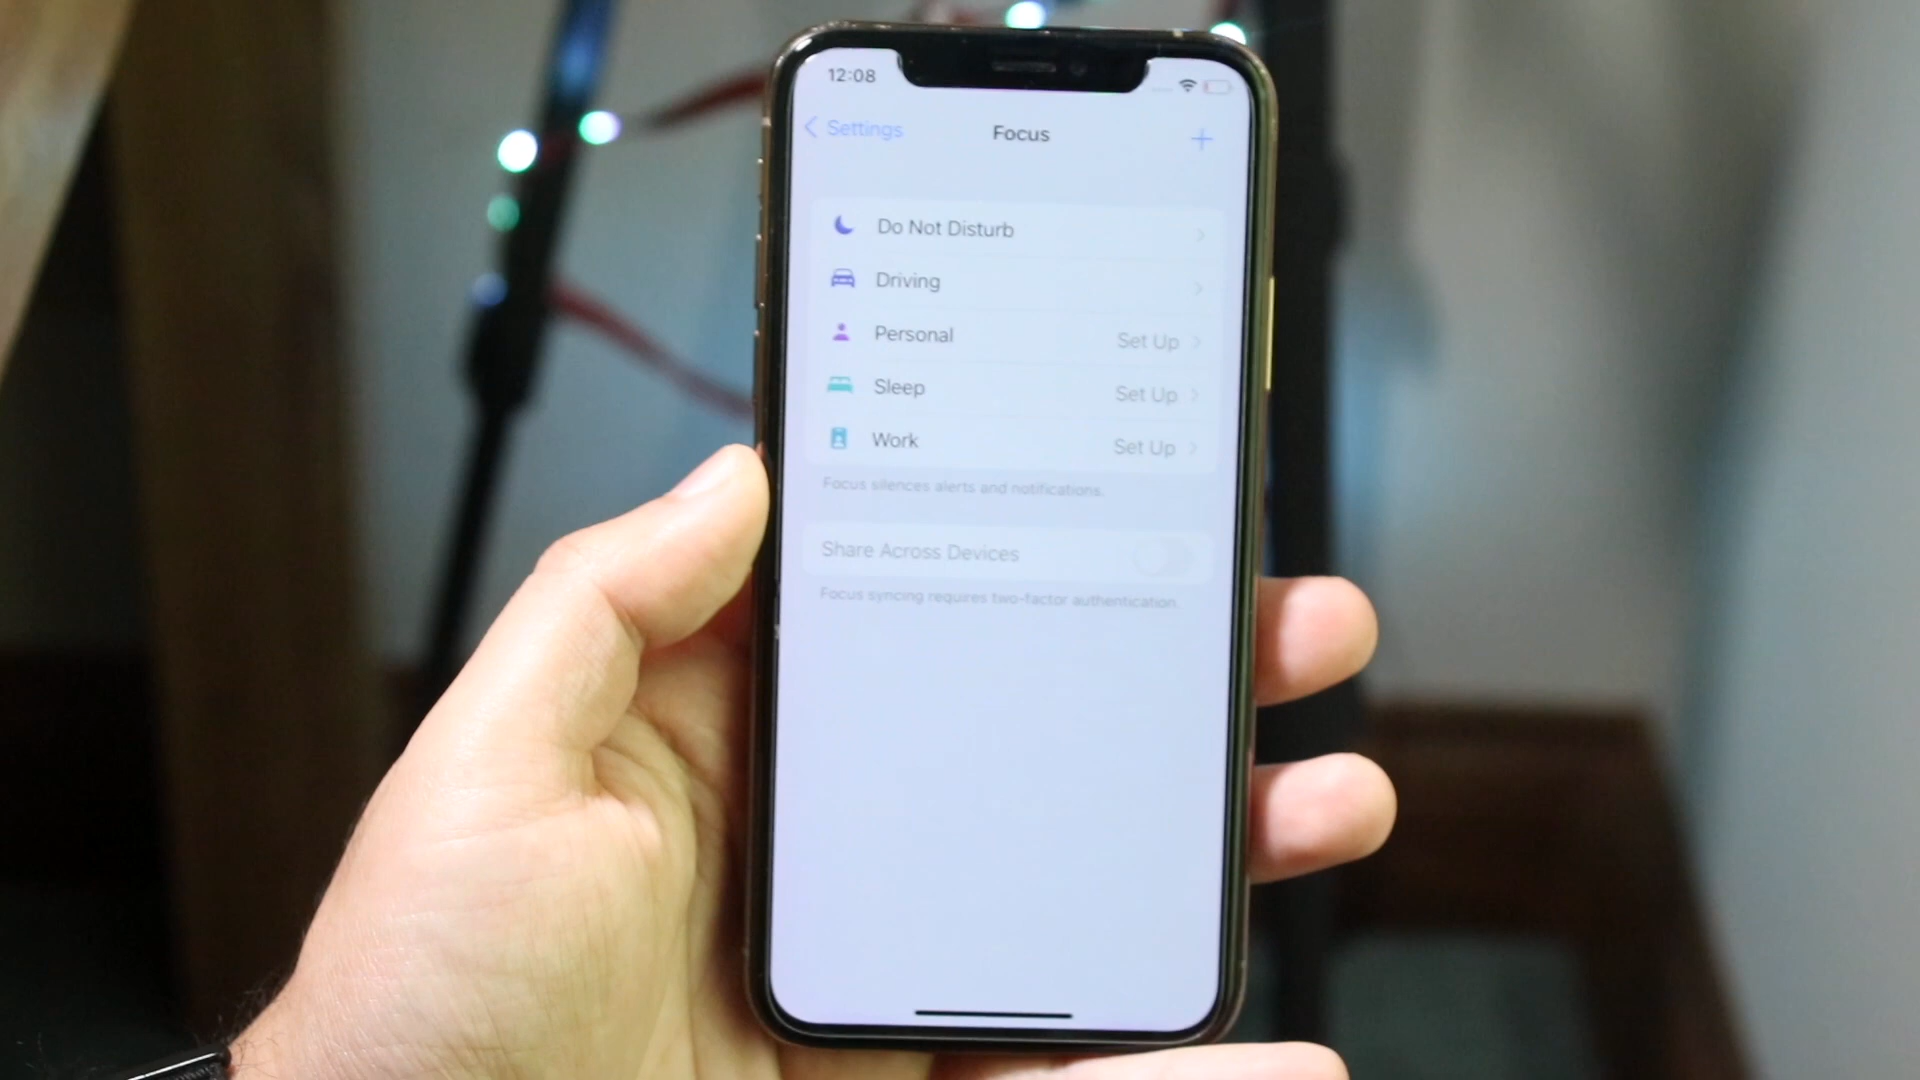 12:08
Settings
Focus
Do Not Disturb
Driving
Personal Set Up
Sleep Set Up
Work Set Up
Focus silences alerts and notifications.
Share Across Devices
Focus syncing requires two-factor authentication.